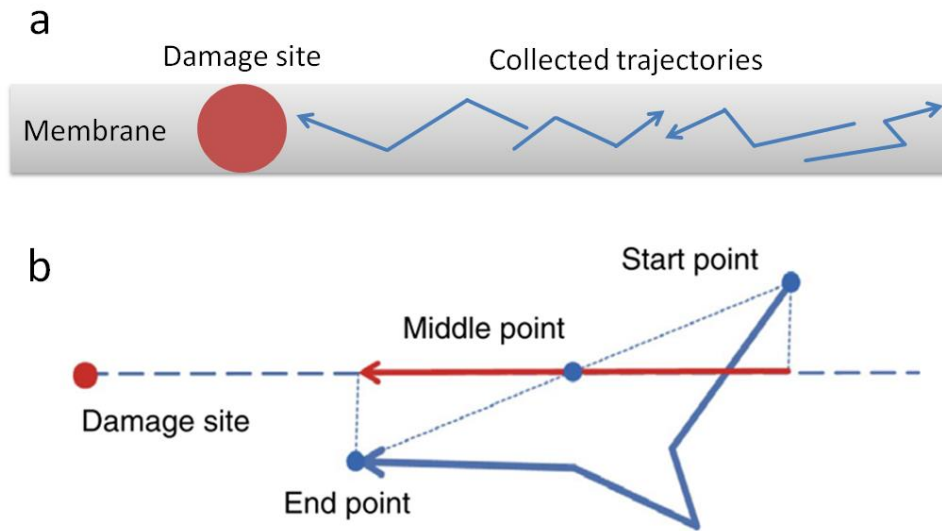 a
Damage site
Collected trajectories
Membrane
b
Start point
Middle point
Damage site
End point